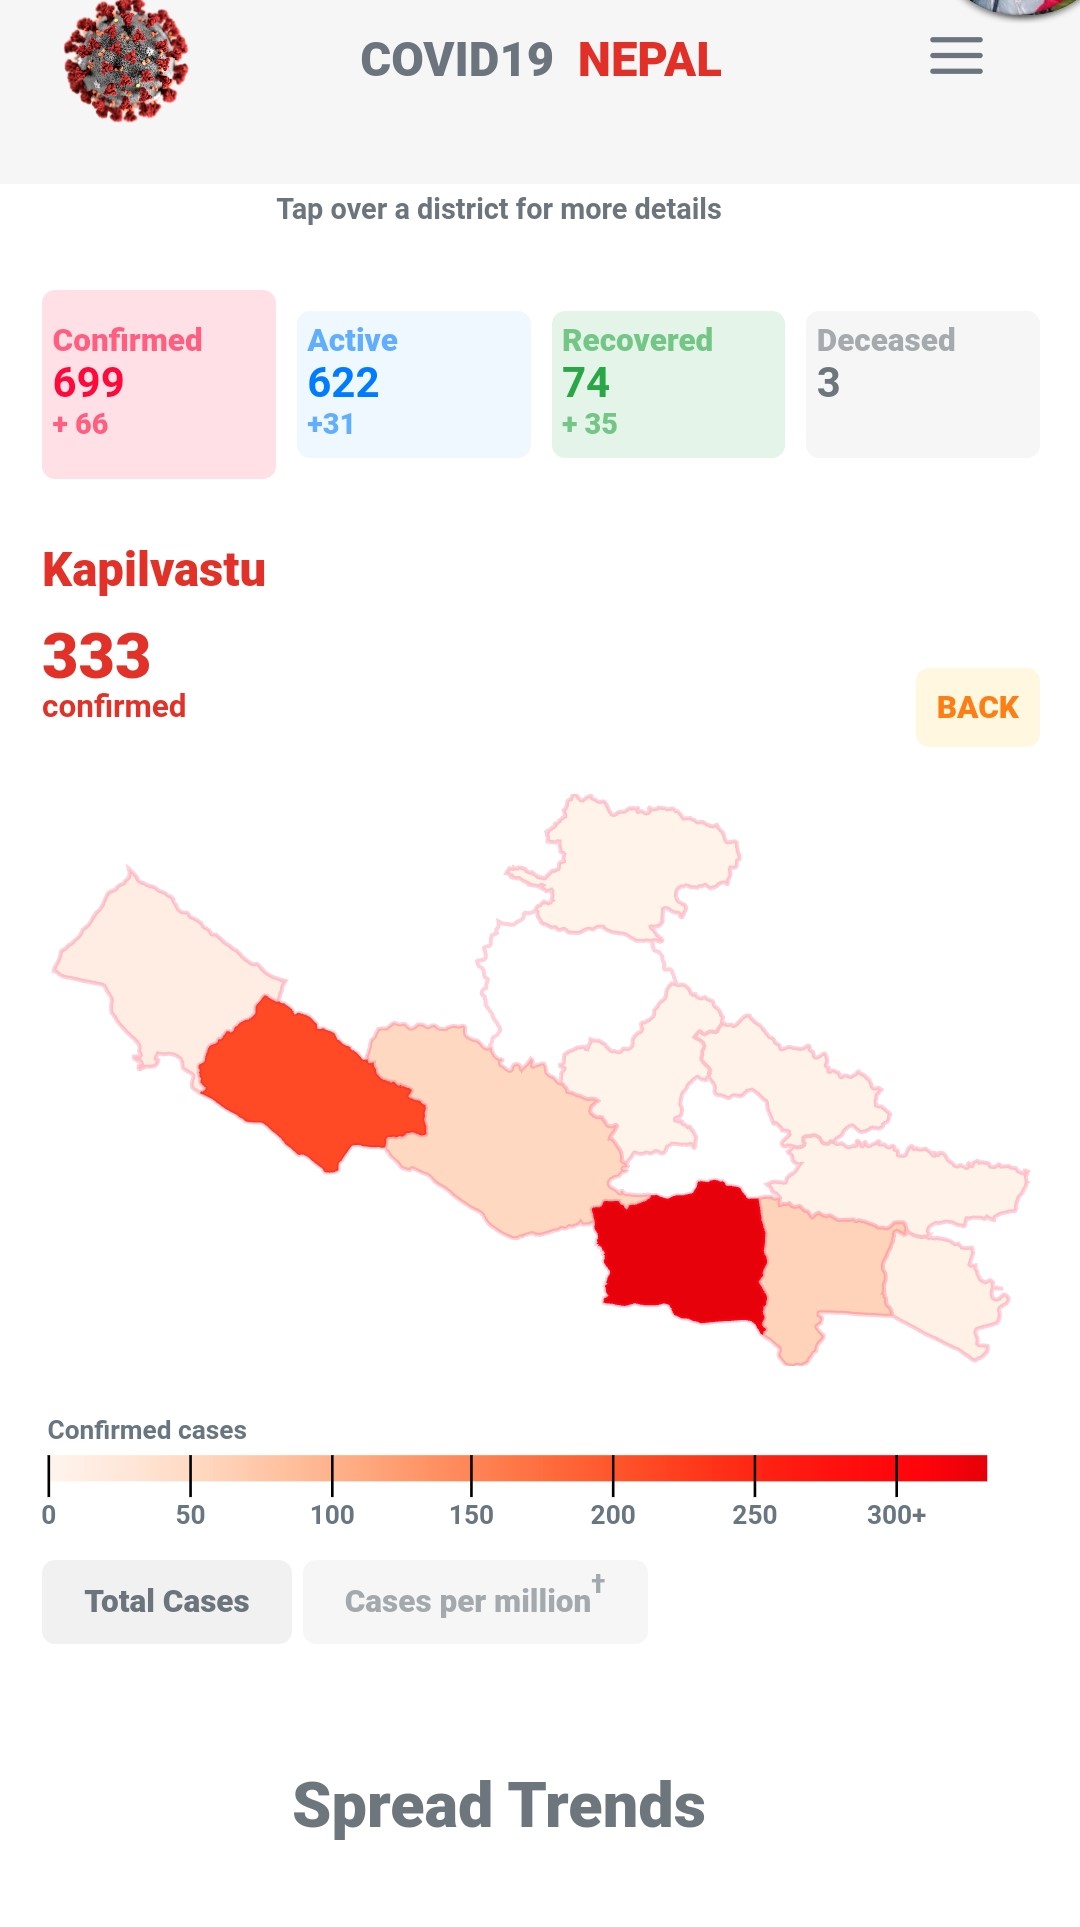 COVID19 NEPAL
Tap over a district for more details
Confirmed
699
+ 66
Active
622
+31
Recovered
74
+ 35
Deceased
3
Kapilvastu
333
confirmed
BACK
Confirmed cases
0 50 100 150 200 250 300+
Total Cases
Cases per million†
Spread Trends